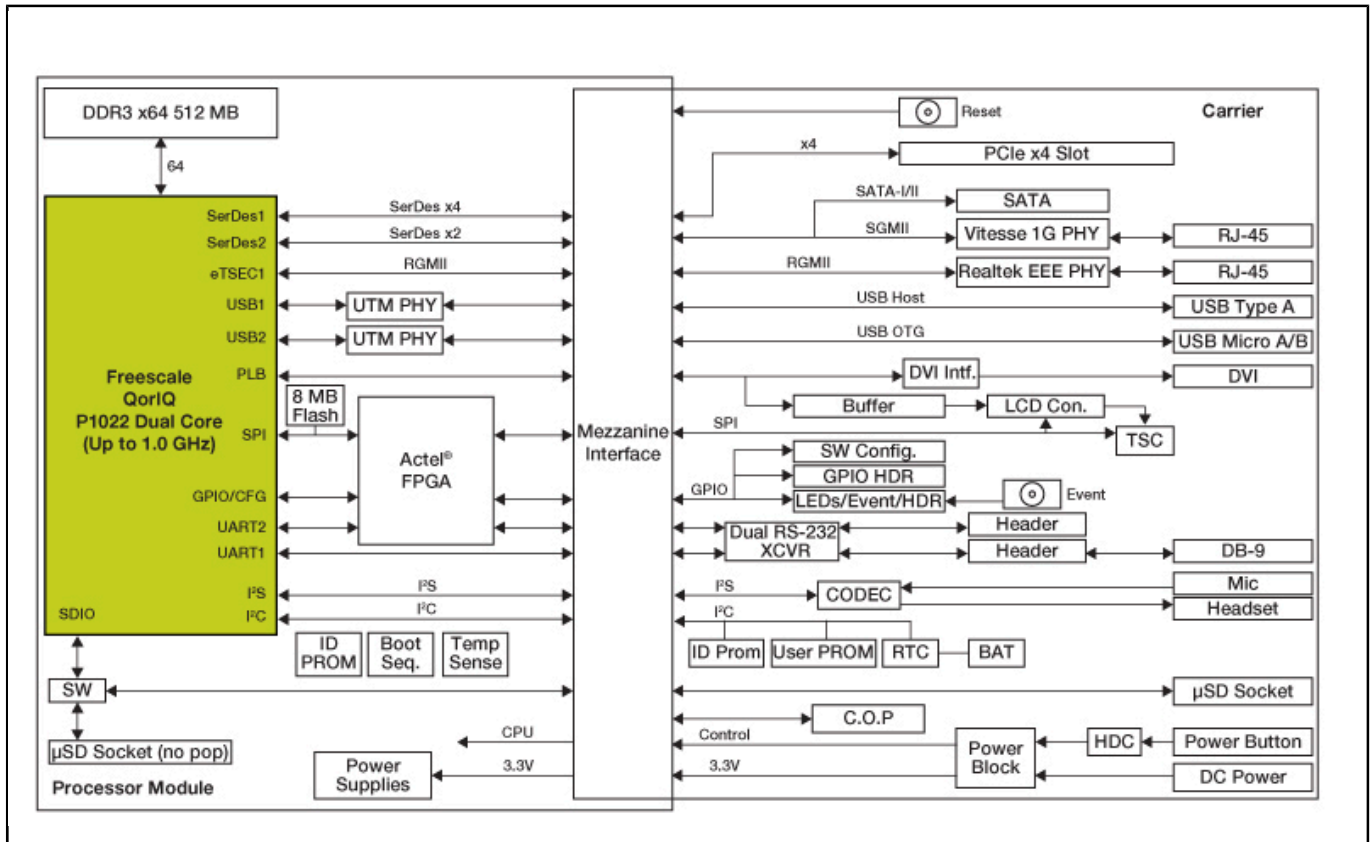 DDR3 x64 512 MB
64
Freescale
QorIQ
P1022 Dual Core
(Up to 1.0 GHz)
SerDes1
SerDes2
eTSEC1
USB1
USB2
PLB
SPI
GPIO/CFG
UART2
UART1
I²S
I²C
SDIO
SerDes x4
SerDes x2
RGMII
UTM PHY
UTM PHY
8 MB
Flash
Actel®
FPGA
I²S
I²C
ID
PROM
Boot
Seq.
Temp
Sense
SW
µSD Socket (no pop)
CPU
3.3V
Power
Supplies
Processor Module
Mezzanine
Interface
Carrier
Reset
x4
PCIe x4 Slot
SATA-I/II
SATA
SGMII
Vitesse 1G PHY
RJ-45
RGMII
Realtek EEE PHY
RJ-45
USB Host
USB Type A
USB OTG
USB Micro A/B
DVI Intf.
DVI
Buffer
LCD Con.
SPI
TSC
SW Config.
GPIO HDR
GPIO
LEDs/Event/HDR
Event
Dual RS-232
XCVR
Header
Header
DB-9
I²S
CODEC
Mic
Headset
I²C
ID Prom
User PROM
RTC
BAT
µSD Socket
C.O.P
Control
3.3V
Power
Block
HDC
Power Button
DC Power